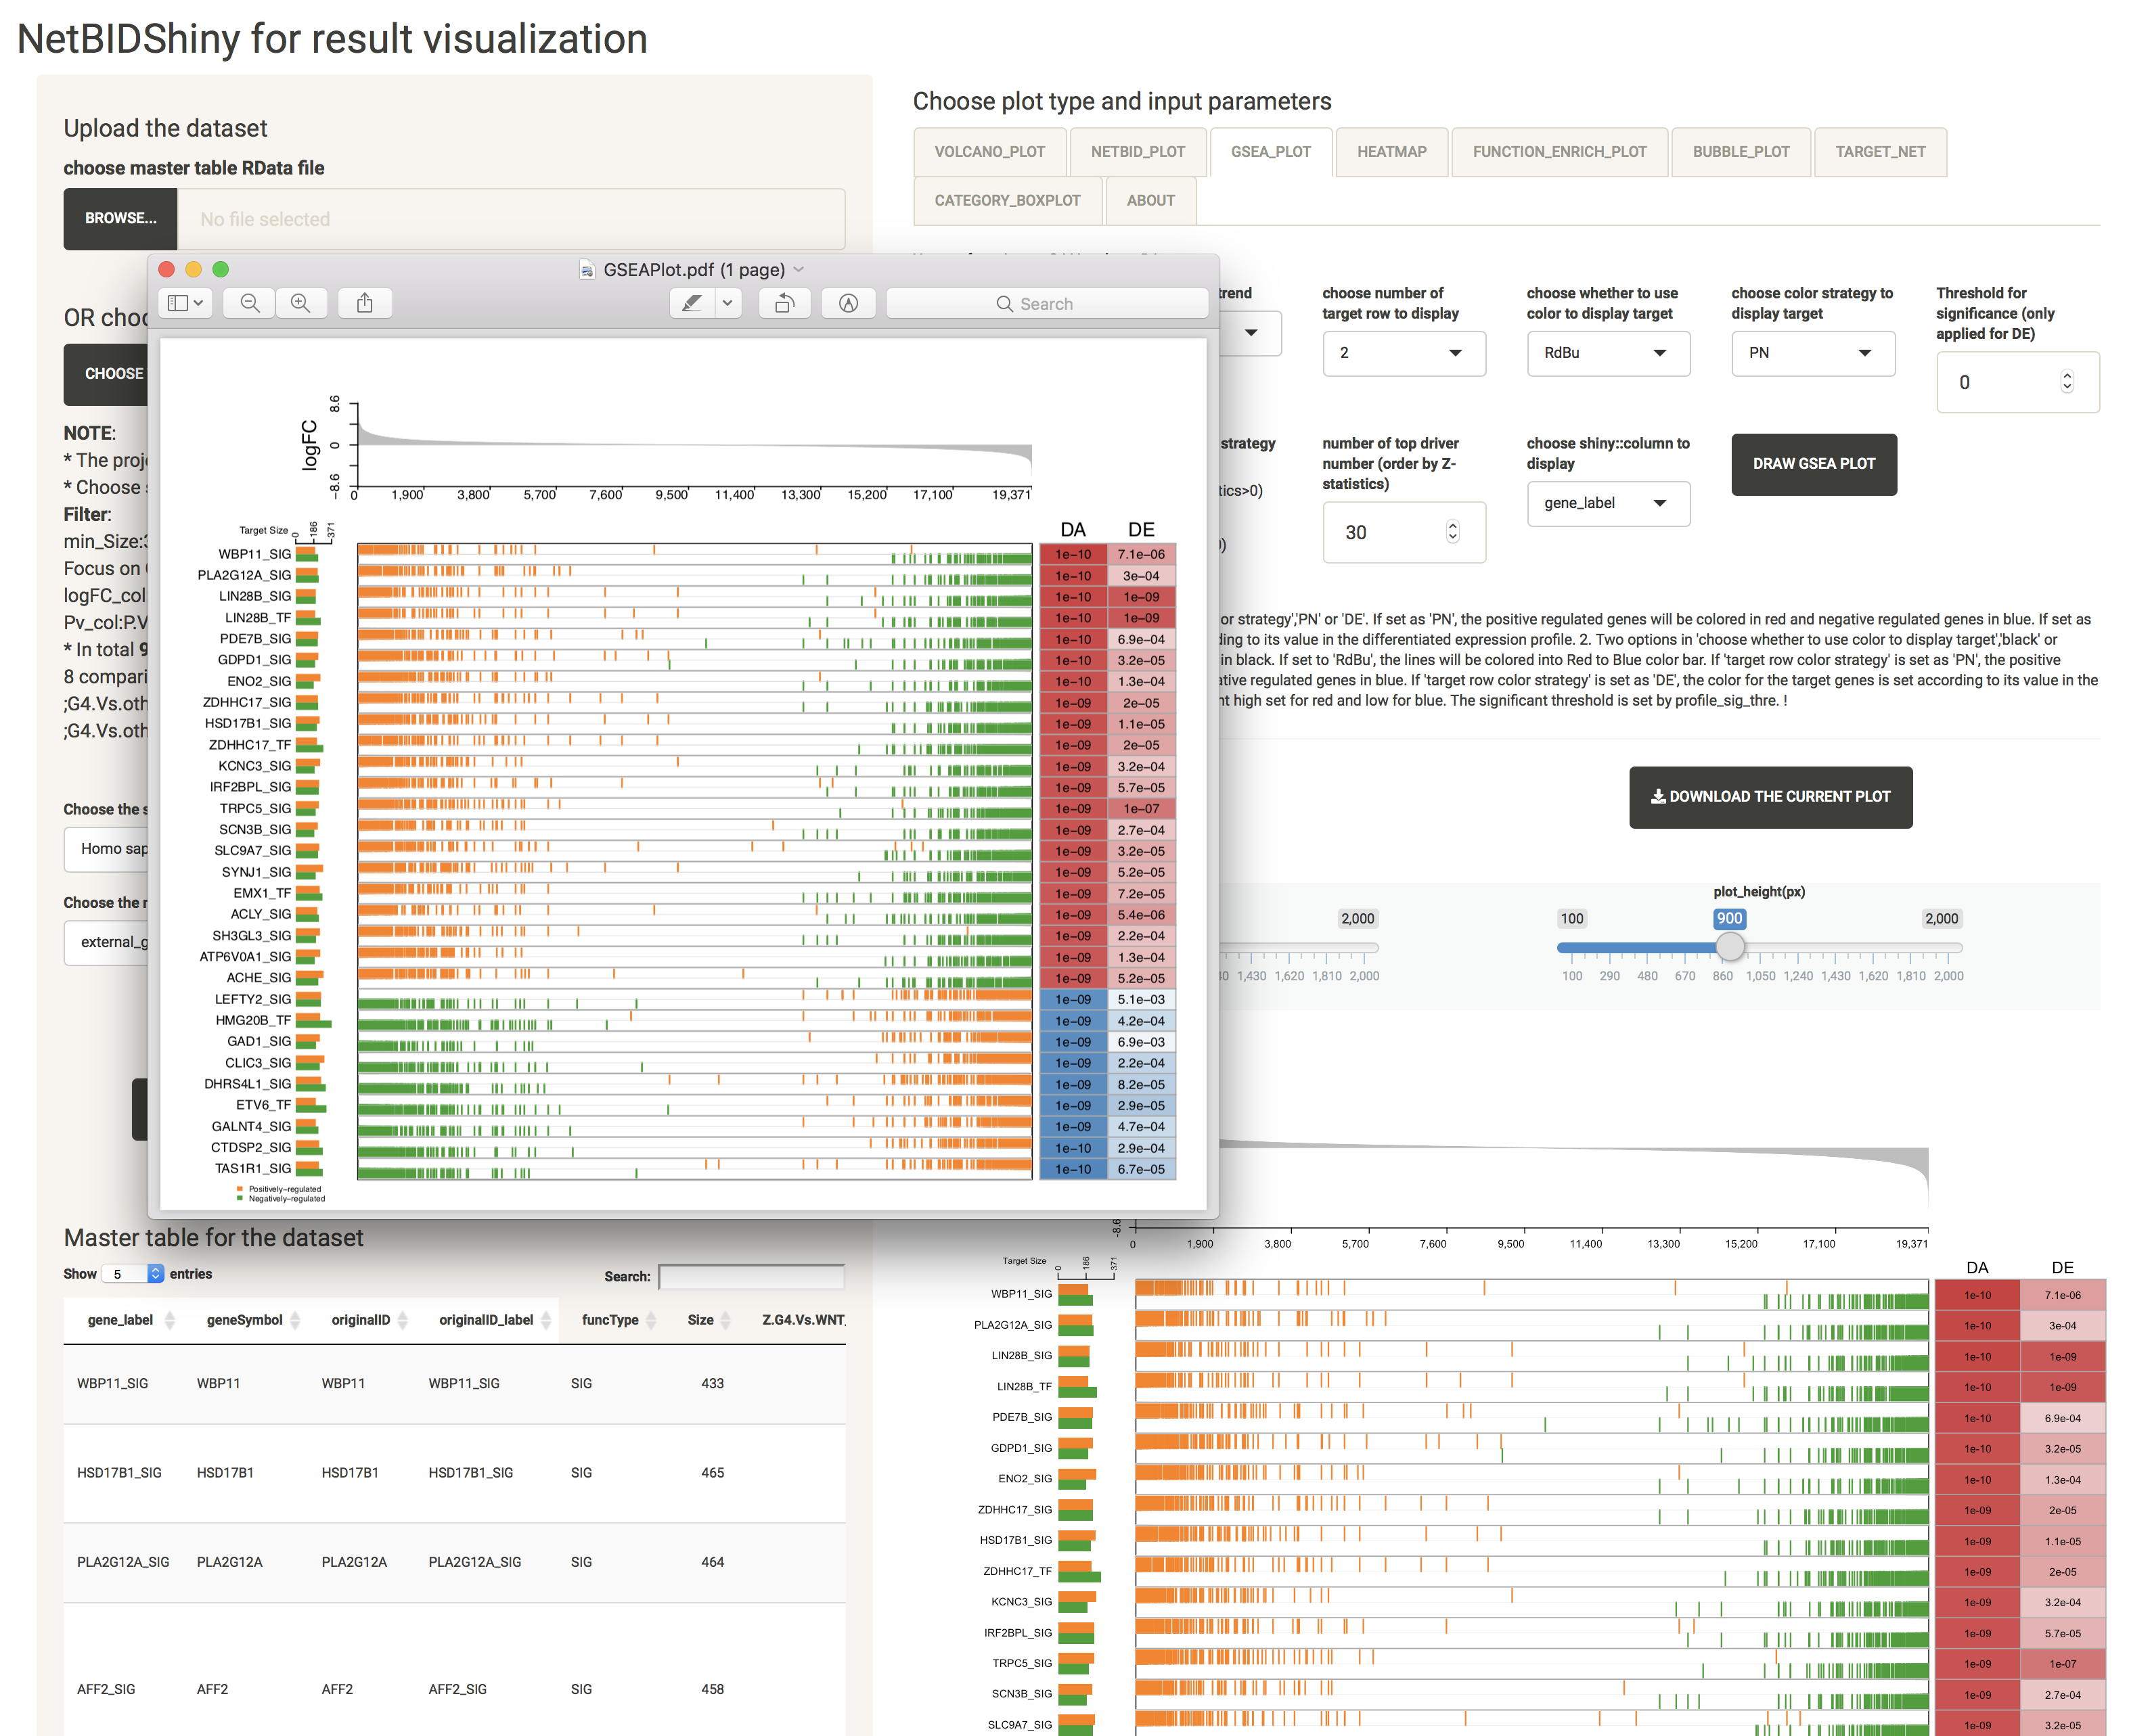 NetBIDShiny for result visualization
Upload the dataset
choose master table RData file
BROWSE...
No file selected
OR choo
CHOOSE
NOTE:
* The proj
* Choose
Filter:
min_Size:3
Focus on
logFC_col
Pv_col:P.V
* In total 9
8 compari
;G4.Vs.oth
;G4.Vs.oth
Choose the s
Homo sap
Choose the r
external_g
Master table for the dataset
Show 5 entries
Search:
gene_label geneSymbol originalID originalID_label funcType Size Z.G4.Vs.WNT
WBP11_SIG WBP11 WBP11 WBP11_SIG SIG 433
HSD17B1_SIG HSD17B1 HSD17B1 HSD17B1_SIG SIG 465
PLA2G12A_SIG PLA2G12A PLA2G12A PLA2G12A_SIG SIG 464
AFF2_SIG AFF2 AFF2 AFF2_SIG SIG 458
GSEAPlot.pdf (1 page)
Search
logFC
8.6
0
-8.6
0 1,900 3,800 5,700 7,600 9,500 11,400 13,300 15,200 17,100 19,371
Target Size 0 186 371
DA DE
WBP11_SIG 1e-10 7.1e-06
PLA2G12A_SIG 1e-10 3e-04
LIN28B_SIG 1e-10 1e-09
LIN28B_TF 1e-10 1e-09
PDE7B_SIG 1e-10 6.9e-04
GDPD1_SIG 1e-10 3.2e-05
ENO2_SIG 1e-10 1.3e-04
ZDHHC17_SIG 1e-09 2e-05
HSD17B1_SIG 1e-09 1.1e-05
ZDHHC17_TF 1e-09 2e-05
KCNC3_SIG 1e-09 3.2e-04
IRF2BPL_SIG 1e-09 5.7e-05
TRPC5_SIG 1e-09 1e-07
SCN3B_SIG 1e-09 2.7e-04
SLC9A7_SIG 1e-09 3.2e-05
SYNJ1_SIG 1e-09 5.2e-05
EMX1_TF 1e-09 7.2e-05
ACLY_SIG 1e-09 5.4e-06
SH3GL3_SIG 1e-09 2.2e-04
ATP6V0A1_SIG 1e-09 1.3e-04
ACHE_SIG 1e-09 5.2e-05
LEFTY2_SIG 1e-09 5.1e-03
HMG20B_TF 1e-09 4.2e-04
GAD1_SIG 1e-09 6.9e-03
CLIC3_SIG 1e-09 2.2e-04
DHRS4L1_SIG 1e-09 8.2e-05
ETV6_TF 1e-09 2.9e-05
GALNT4_SIG 1e-09 4.7e-04
CTDSP2_SIG 1e-10 2.9e-04
TAS1R1_SIG 1e-10 6.7e-05
Positively-regulated
Negatively-regulated
Choose plot type and input parameters
VOLCANO_PLOT NETBID_PLOT GSEA_PLOT HEATMAP FUNCTION_ENRICH_PLOT BUBBLE_PLOT TARGET_NET
CATEGORY_BOXPLOT ABOUT
trend
choose number of
target row to display
2
choose whether to use
color to display target
RdBu
choose color strategy to
display target
PN
Threshold for
significance (only
applied for DE)
0
strategy
tics>0)
number of top driver
number (order by Z-
statistics)
30
choose shiny::column to
display
gene_label
DRAW GSEA PLOT
or strategy','PN' or 'DE'. If set as 'PN', the positive regulated genes will be colored in red and negative regulated genes in blue. If set as
ding to its value in the differentiated expression profile. 2. Two options in 'choose whether to use color to display target','black' or
in black. If set to 'RdBu', the lines will be colored into Red to Blue color bar. If 'target row color strategy' is set as 'PN', the positive
ative regulated genes in blue. If 'target row color strategy' is set as 'DE', the color for the target genes is set according to its value in the
nt high set for red and low for blue. The significant threshold is set by profile_sig_thre. !
DOWNLOAD THE CURRENT PLOT
2,000
1,430 1,620 1,810 2,000
plot_height(px)
100 900 2,000
100 290 480 670 860 1,050 1,240 1,430 1,620 1,810 2,000
-8.6
0 1,900 3,800 5,700 7,600 9,500 11,400 13,300 15,200 17,100 19,371
Target Size 0 186 371
DA DE
WBP11_SIG 1e-10 7.1e-06
PLA2G12A_SIG 1e-10 3e-04
LIN28B_SIG 1e-10 1e-09
LIN28B_TF 1e-10 1e-09
PDE7B_SIG 1e-10 6.9e-04
GDPD1_SIG 1e-10 3.2e-05
ENO2_SIG 1e-10 1.3e-04
ZDHHC17_SIG 1e-09 2e-05
HSD17B1_SIG 1e-09 1.1e-05
ZDHHC17_TF 1e-09 2e-05
KCNC3_SIG 1e-09 3.2e-04
IRF2BPL_SIG 1e-09 5.7e-05
TRPC5_SIG 1e-09 1e-07
SCN3B_SIG 1e-09 2.7e-04
SLC9A7_SIG 1e-09 3.2e-05